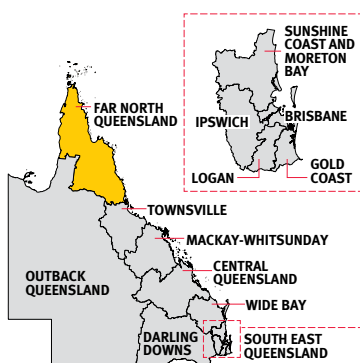 SUNSHINE
COAST AND
MORETON
BAY
FAR NORTH
QUEENSLAND
IPSWICH
BRISBANE
LOGAN
GOLD
COAST
TOWNSVILLE
MACKAY-WHITSUNDAY
OUTBACK
QUEENSLAND
CENTRAL
QUEENSLAND
WIDE BAY
DARLING
DOWNS
SOUTH EAST
QUEENSLAND